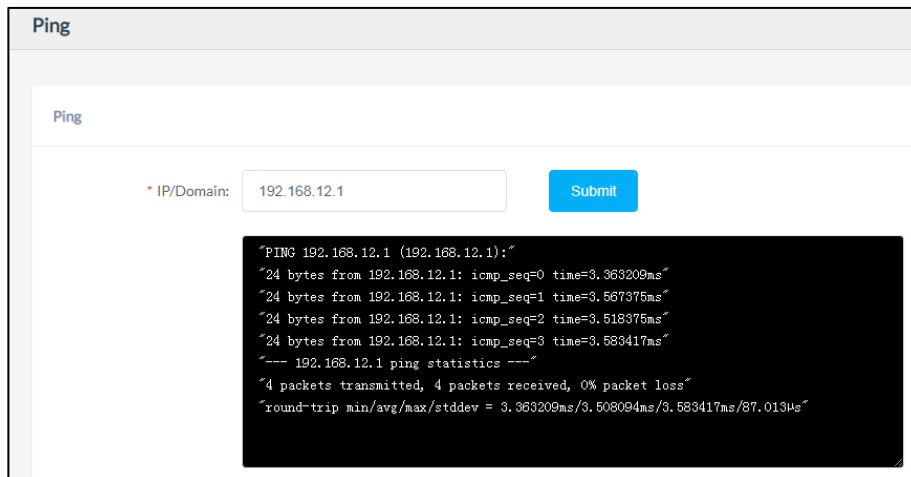 Ping
Ping
* IP/Domain: 192.168.12.1 Submit
"PING 192.168.12.1 (192.168.12.1):"
"24 bytes from 192.168.12.1: icmp_seq=0 time=3.363209ms"
"24 bytes from 192.168.12.1: icmp_seq=1 time=3.567375ms"
"24 bytes from 192.168.12.1: icmp_seq=2 time=3.518375ms"
"24 bytes from 192.168.12.1: icmp_seq=3 time=3.583417ms"
"--- 192.168.12.1 ping statistics ---"
"4 packets transmitted, 4 packets received, 0% packet loss"
"round-trip min/avg/max/stddev = 3.363209ms/3.508094ms/3.583417ms/87.013µs"